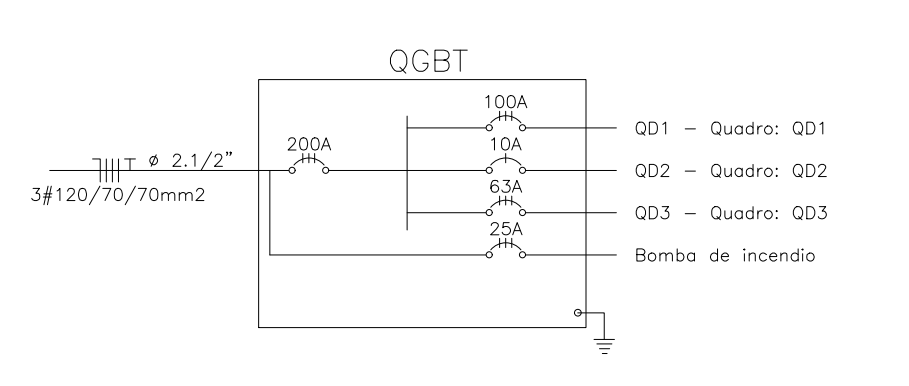 QGBT
100A
QD1 - Quadro: QD1
200A
10A
ø 2.1/2”
QD2 - Quadro: QD2
3#120/70/70mm2
63A
QD3 - Quadro: QD3
25A
Bomba de incendio